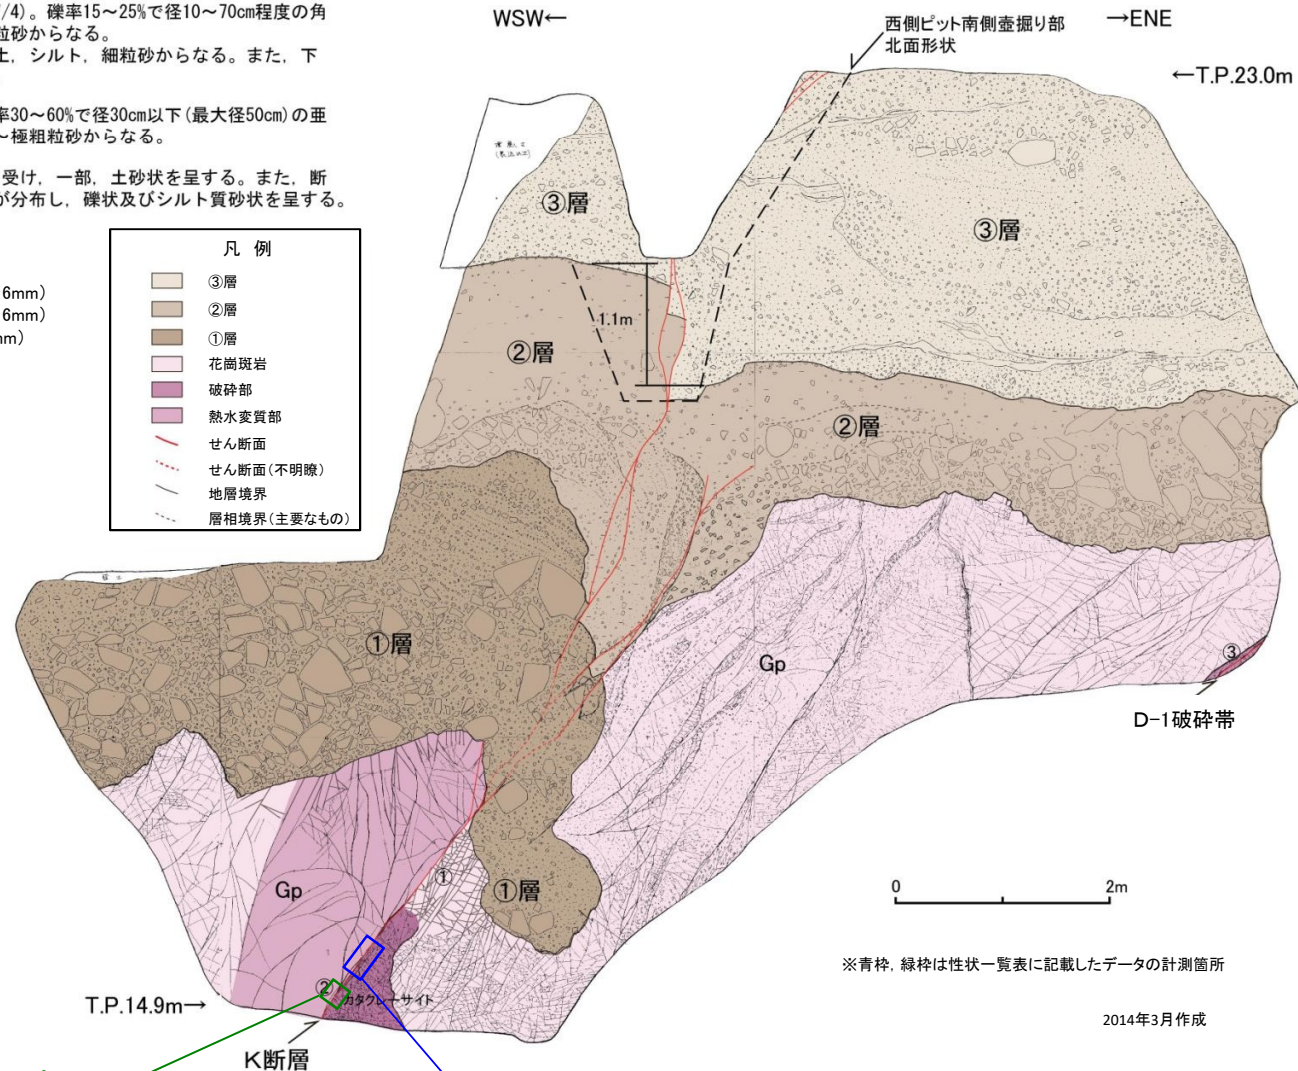 /4)。礫率15～25%で径10～70cm程度の角
粒砂からなる。
土, シルト, 細粒砂からなる。また, 下
率30～60%で径30cm以下(最大径50cm)の亜
～極粗粒砂からなる。
受け, 一部, 土砂状を呈する。また, 断
が分布し, 礫状及びシルト質砂状を呈する。
6mm)
6mm)
mm)
凡 例
③層
②層
①層
花崗斑岩
破砕部
熱水変質部
せん断面
せん断面(不明瞭)
地層境界
層相境界(主要なもの)
WSW←
西側ピット南側壺掘り部
北面形状
→ENE
←T.P.23.0m
③層
③層
1.1m
②層
②層
①層
Gp
③
D-1破砕帯
①
Gp
①層
②
カタクレーサイト
T.P.14.9m→
K断層
0 2m
※青枠, 緑枠は性状一覧表に記載したデータの計測箇所
2014年3月作成